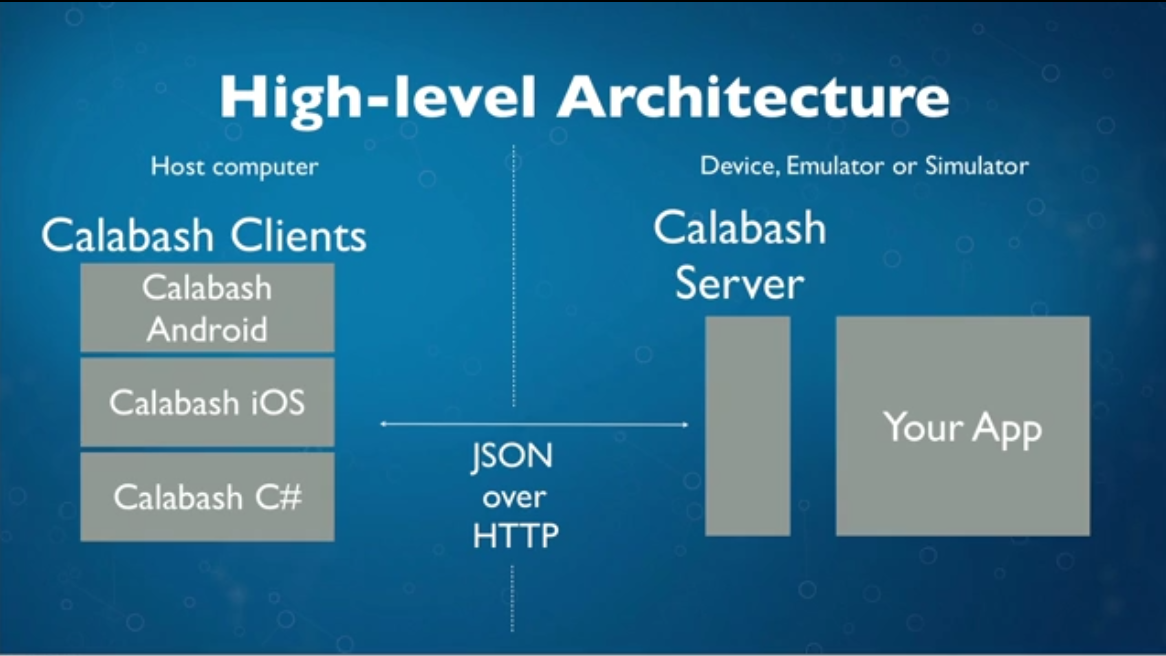 High-level Architecture
Host computer
Calabash Clients
Calabash
Android
Calabash iOS
Calabash C#
JSON
over
HTTP
Device, Emulator or Simulator
Calabash
Server
Your App